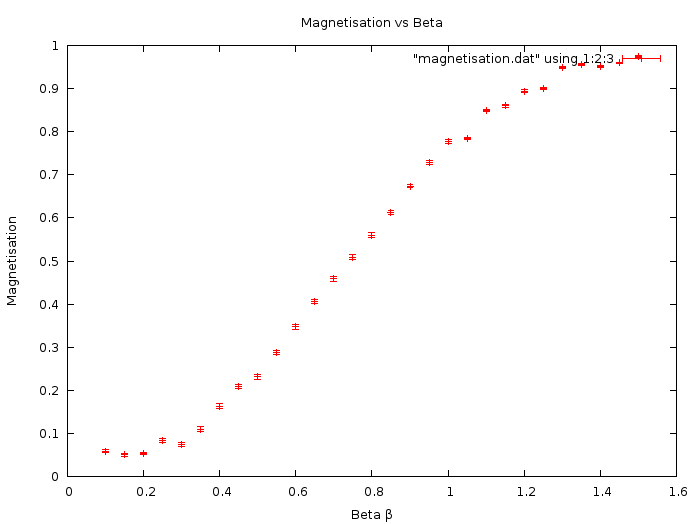 Magnetisation vs Beta
"magnetisation.dat" using 1:2:3
1
0.9
0.8
0.7
0.6
0.5
0.4
0.3
0.2
0.1
0
Magnetisation
0 0.2 0.4 0.6 0.8 1 1.2 1.4 1.6
Beta β